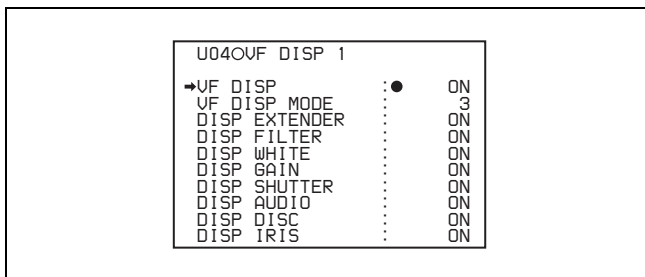 U04○VF DISP 1
➔VF DISP :● ON
VF DISP MODE : 3
DISP EXTENDER : ON
DISP FILTER : ON
DISP WHITE : ON
DISP GAIN : ON
DISP SHUTTER : ON
DISP AUDIO : ON
DISP DISC : ON
DISP IRIS : ON